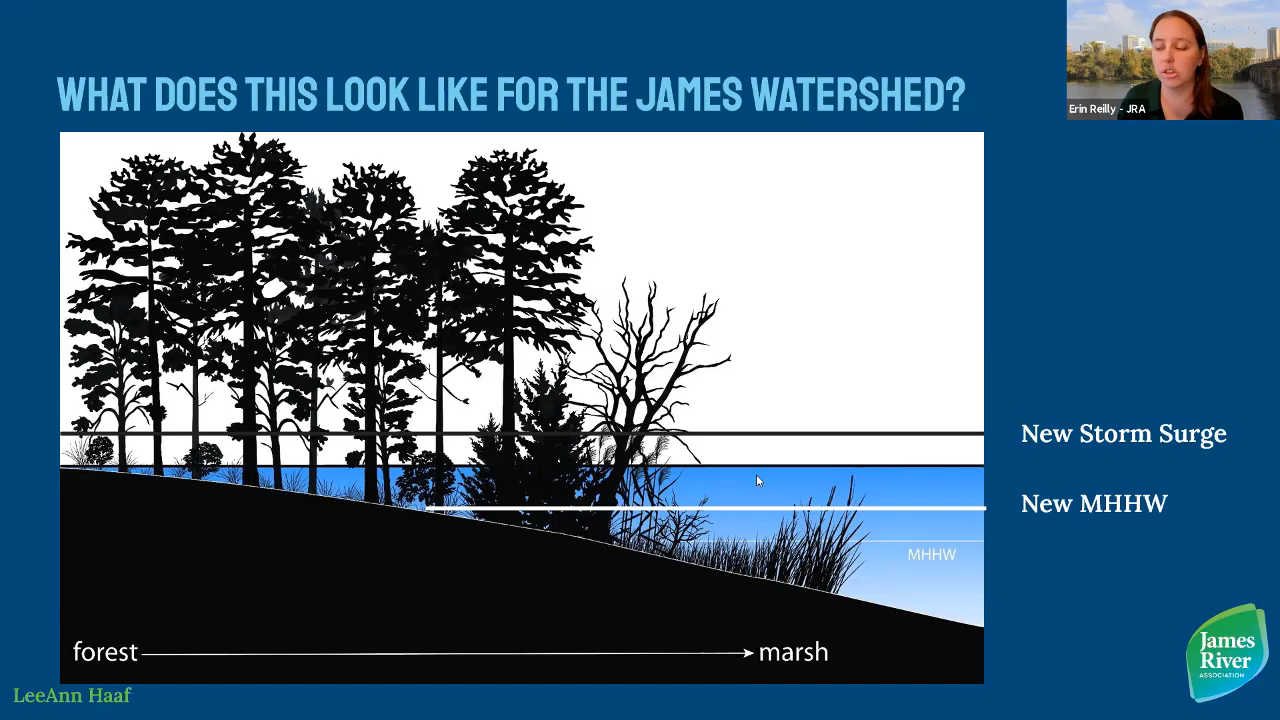 WHAT DOES THIS LOOK LIKE FOR THE JAMES WATERSHED?
Erin Reilly - JRA
New Storm Surge
New MHHW
MHHW
forest
marsh
LeeAnn Haaf
James
River
ASSOCIATION